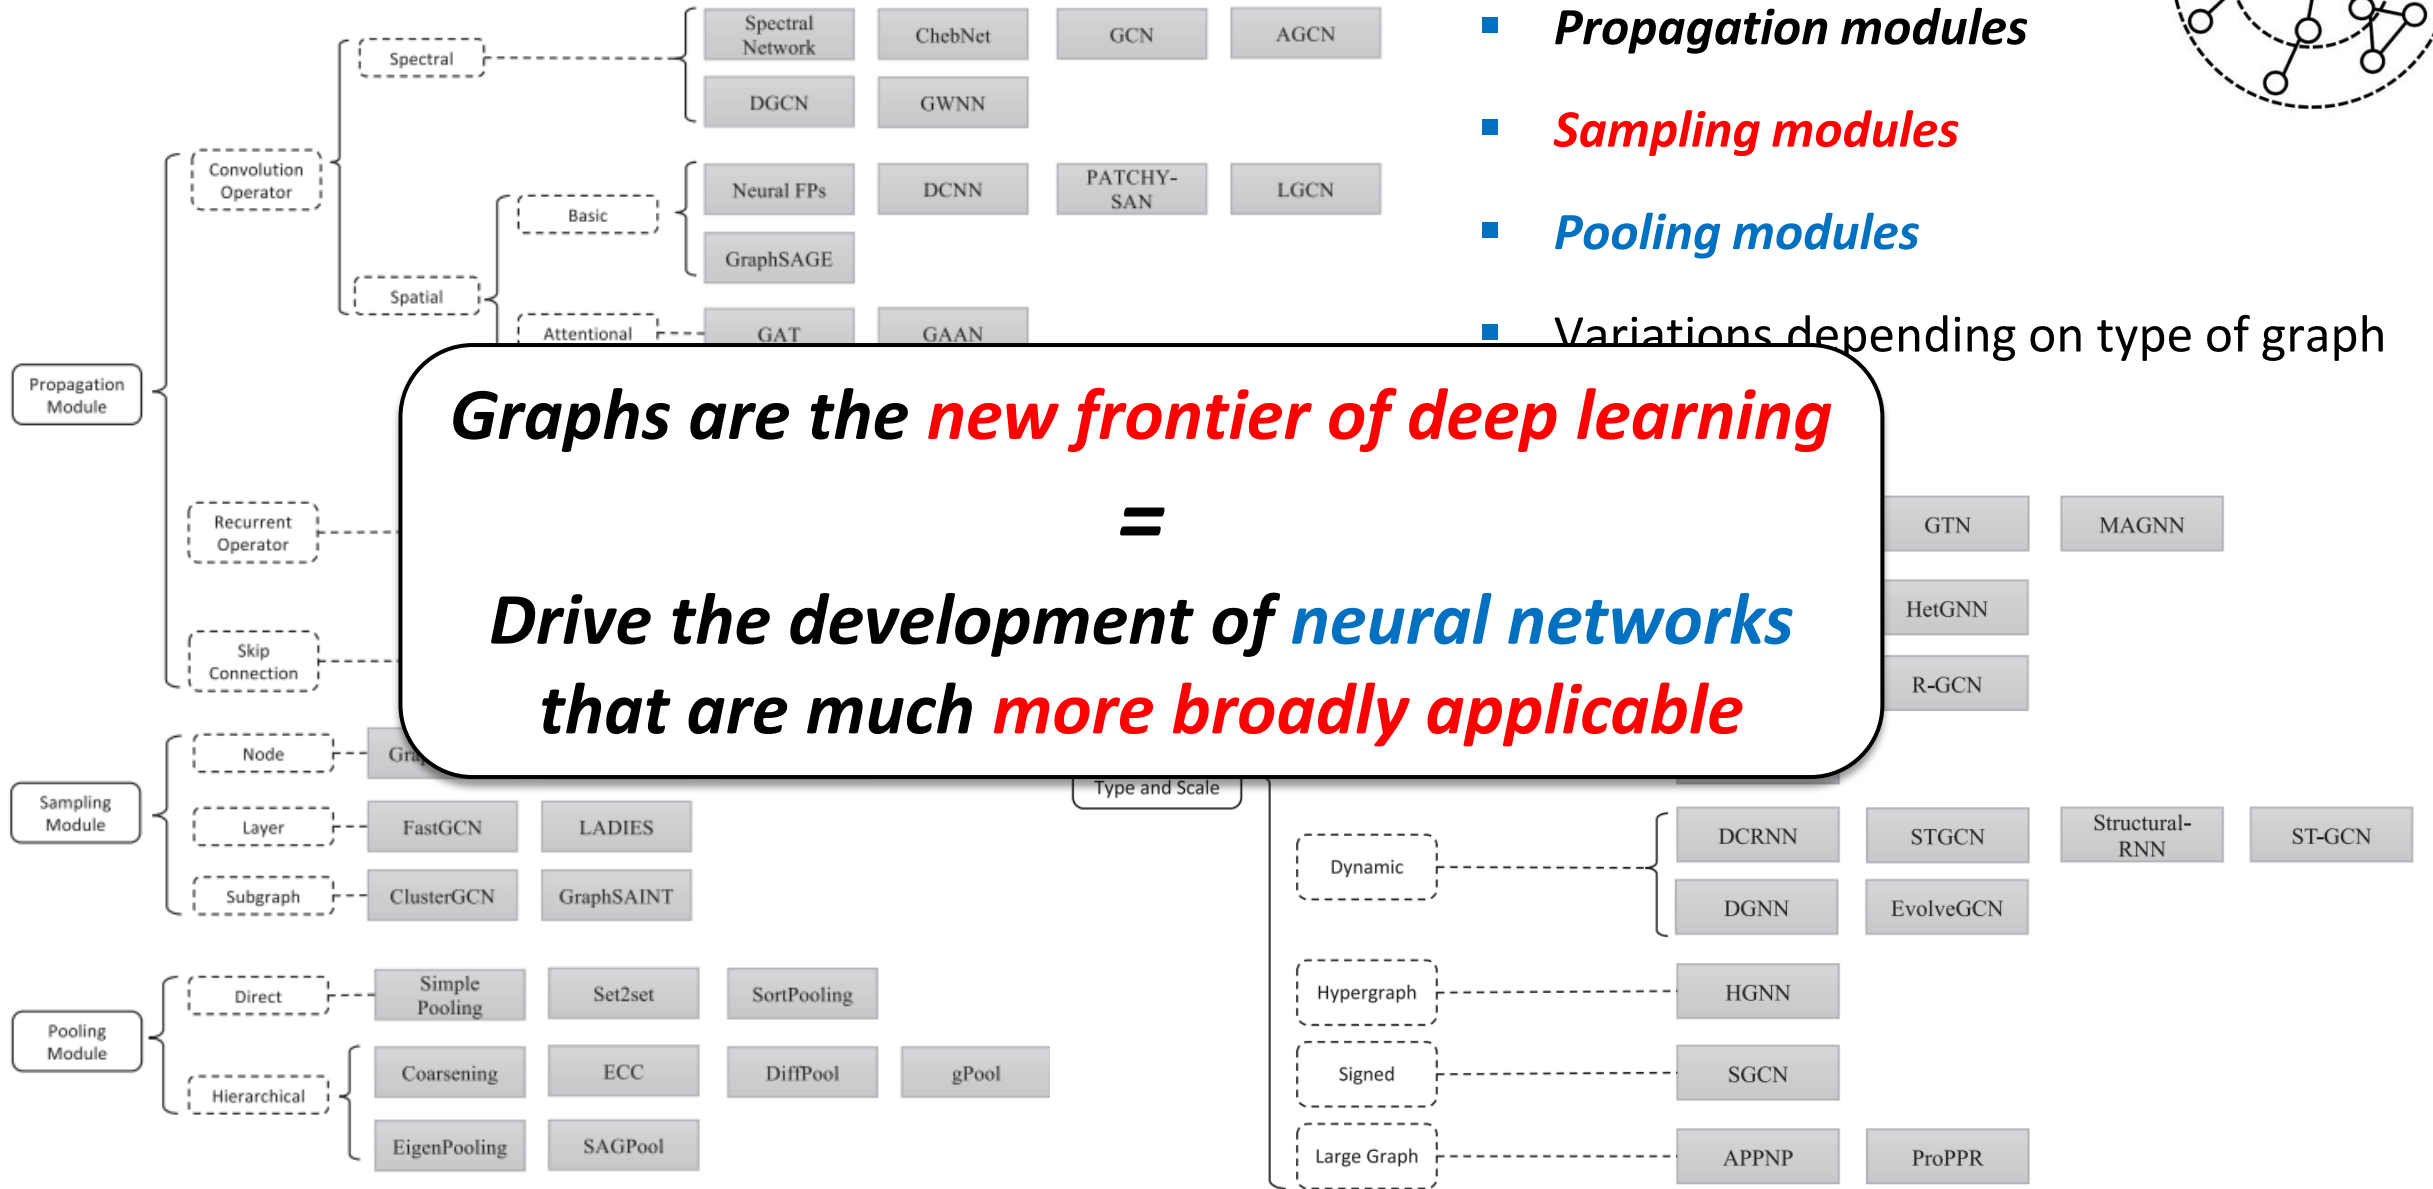 Propagation modules
Sampling modules
Pooling modules
Variations depending on type of graph
Spectral
Spectral
Network
ChebNet
GCN
AGCN
DGCN
GWNN
Convolution
Operator
Basic
Neural FPs
DCNN
PATCHY-
SAN
LGCN
GraphSAGE
Spatial
Attentional
GAT
GAAN
Propagation
Module
Graphs are the new frontier of deep learning
=
Drive the development of neural networks
that are much more broadly applicable
Recurrent
Operator
Skip
Connection
GTN
MAGNN
HetGNN
R-GCN
Sampling
Module
Node
Layer
FastGCN
LADIES
Subgraph
ClusterGCN
GraphSAINT
Pooling
Module
Direct
Simple
Pooling
Set2set
SortPooling
Hierarchical
Coarsening
ECC
DiffPool
gPool
EigenPooling
SAGPool
Type and Scale
Dynamic
DCRNN
STGCN
Structural-
RNN
ST-GCN
DGNN
EvolveGCN
Hypergraph
HGNN
Signed
SGCN
Large Graph
APPNP
ProPPR